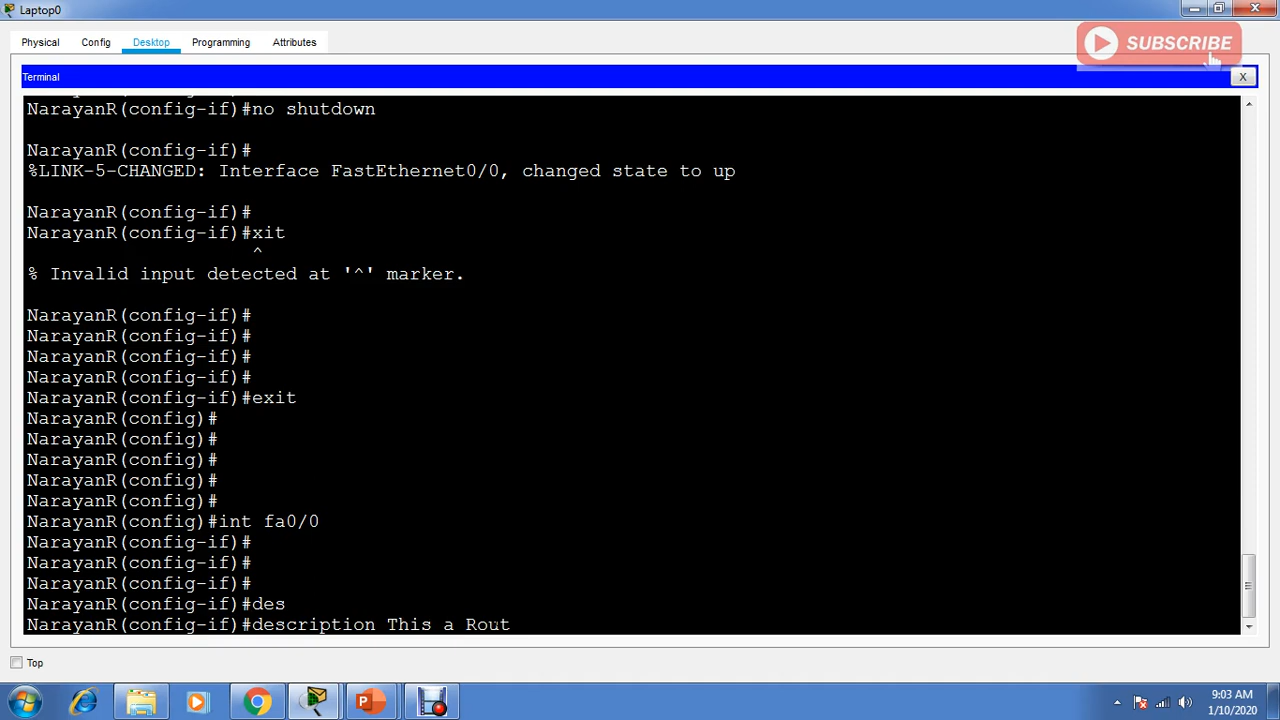 Laptop0
Physical Config Desktop Programming Attributes
SUBSCRIBE
Terminal
X
NarayanR(config-if)#no shutdown
NarayanR(config-if)#
%LINK-5-CHANGED: Interface FastEthernet0/0, changed state to up
NarayanR(config-if)#
NarayanR(config-if)#xit
^
% Invalid input detected at '^' marker.
NarayanR(config-if)#
NarayanR(config-if)#
NarayanR(config-if)#
NarayanR(config-if)#
NarayanR(config-if)#exit
NarayanR(config)#
NarayanR(config)#
NarayanR(config)#
NarayanR(config)#
NarayanR(config)#
NarayanR(config)#int fa0/0
NarayanR(config-if)#
NarayanR(config-if)#
NarayanR(config-if)#
NarayanR(config-if)#des
NarayanR(config-if)#description This a Rout
Top
9:03 AM
1/10/2020